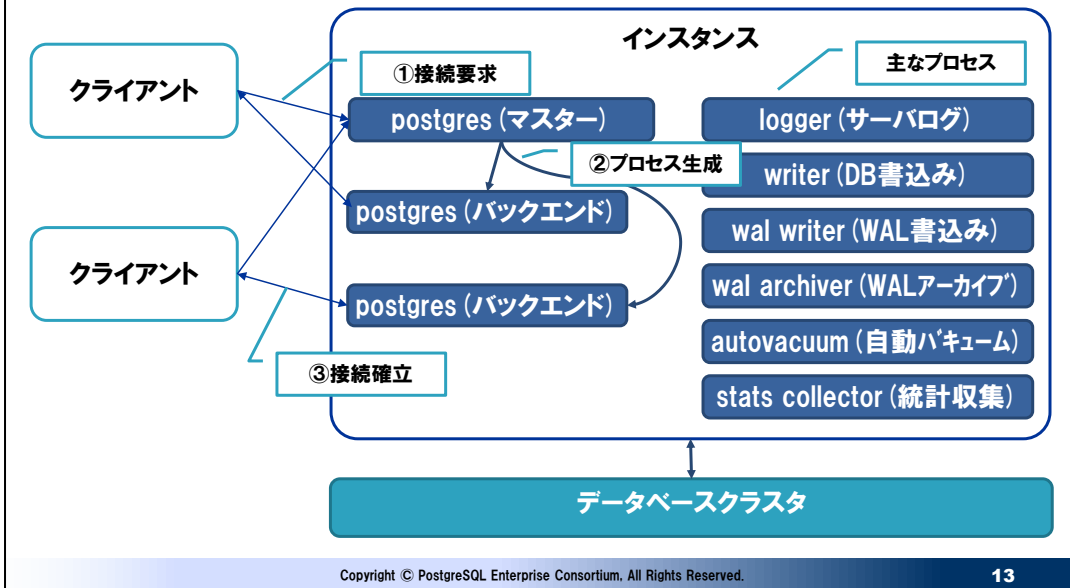 インスタンス
クライアント
①接続要求
主なプロセス
postgres (マスター)
logger (サーバログ)
②プロセス生成
writer (DB書込み)
postgres (バックエンド)
wal writer (WAL書込み)
クライアント
wal archiver (WALアーカイブ)
postgres (バックエンド)
autovacuum (自動バキューム)
③接続確立
stats collector (統計収集)
データベースクラスタ
Copyright © PostgreSQL Enterprise Consortium, All Rights Reserved.
13